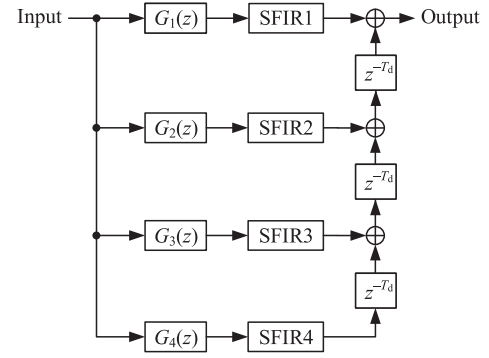 Input G₁(z) SFIR1 Output
z⁻ᵀᵈ
G₂(z) SFIR2
z⁻ᵀᵈ
G₃(z) SFIR3
z⁻ᵀᵈ
G₄(z) SFIR4